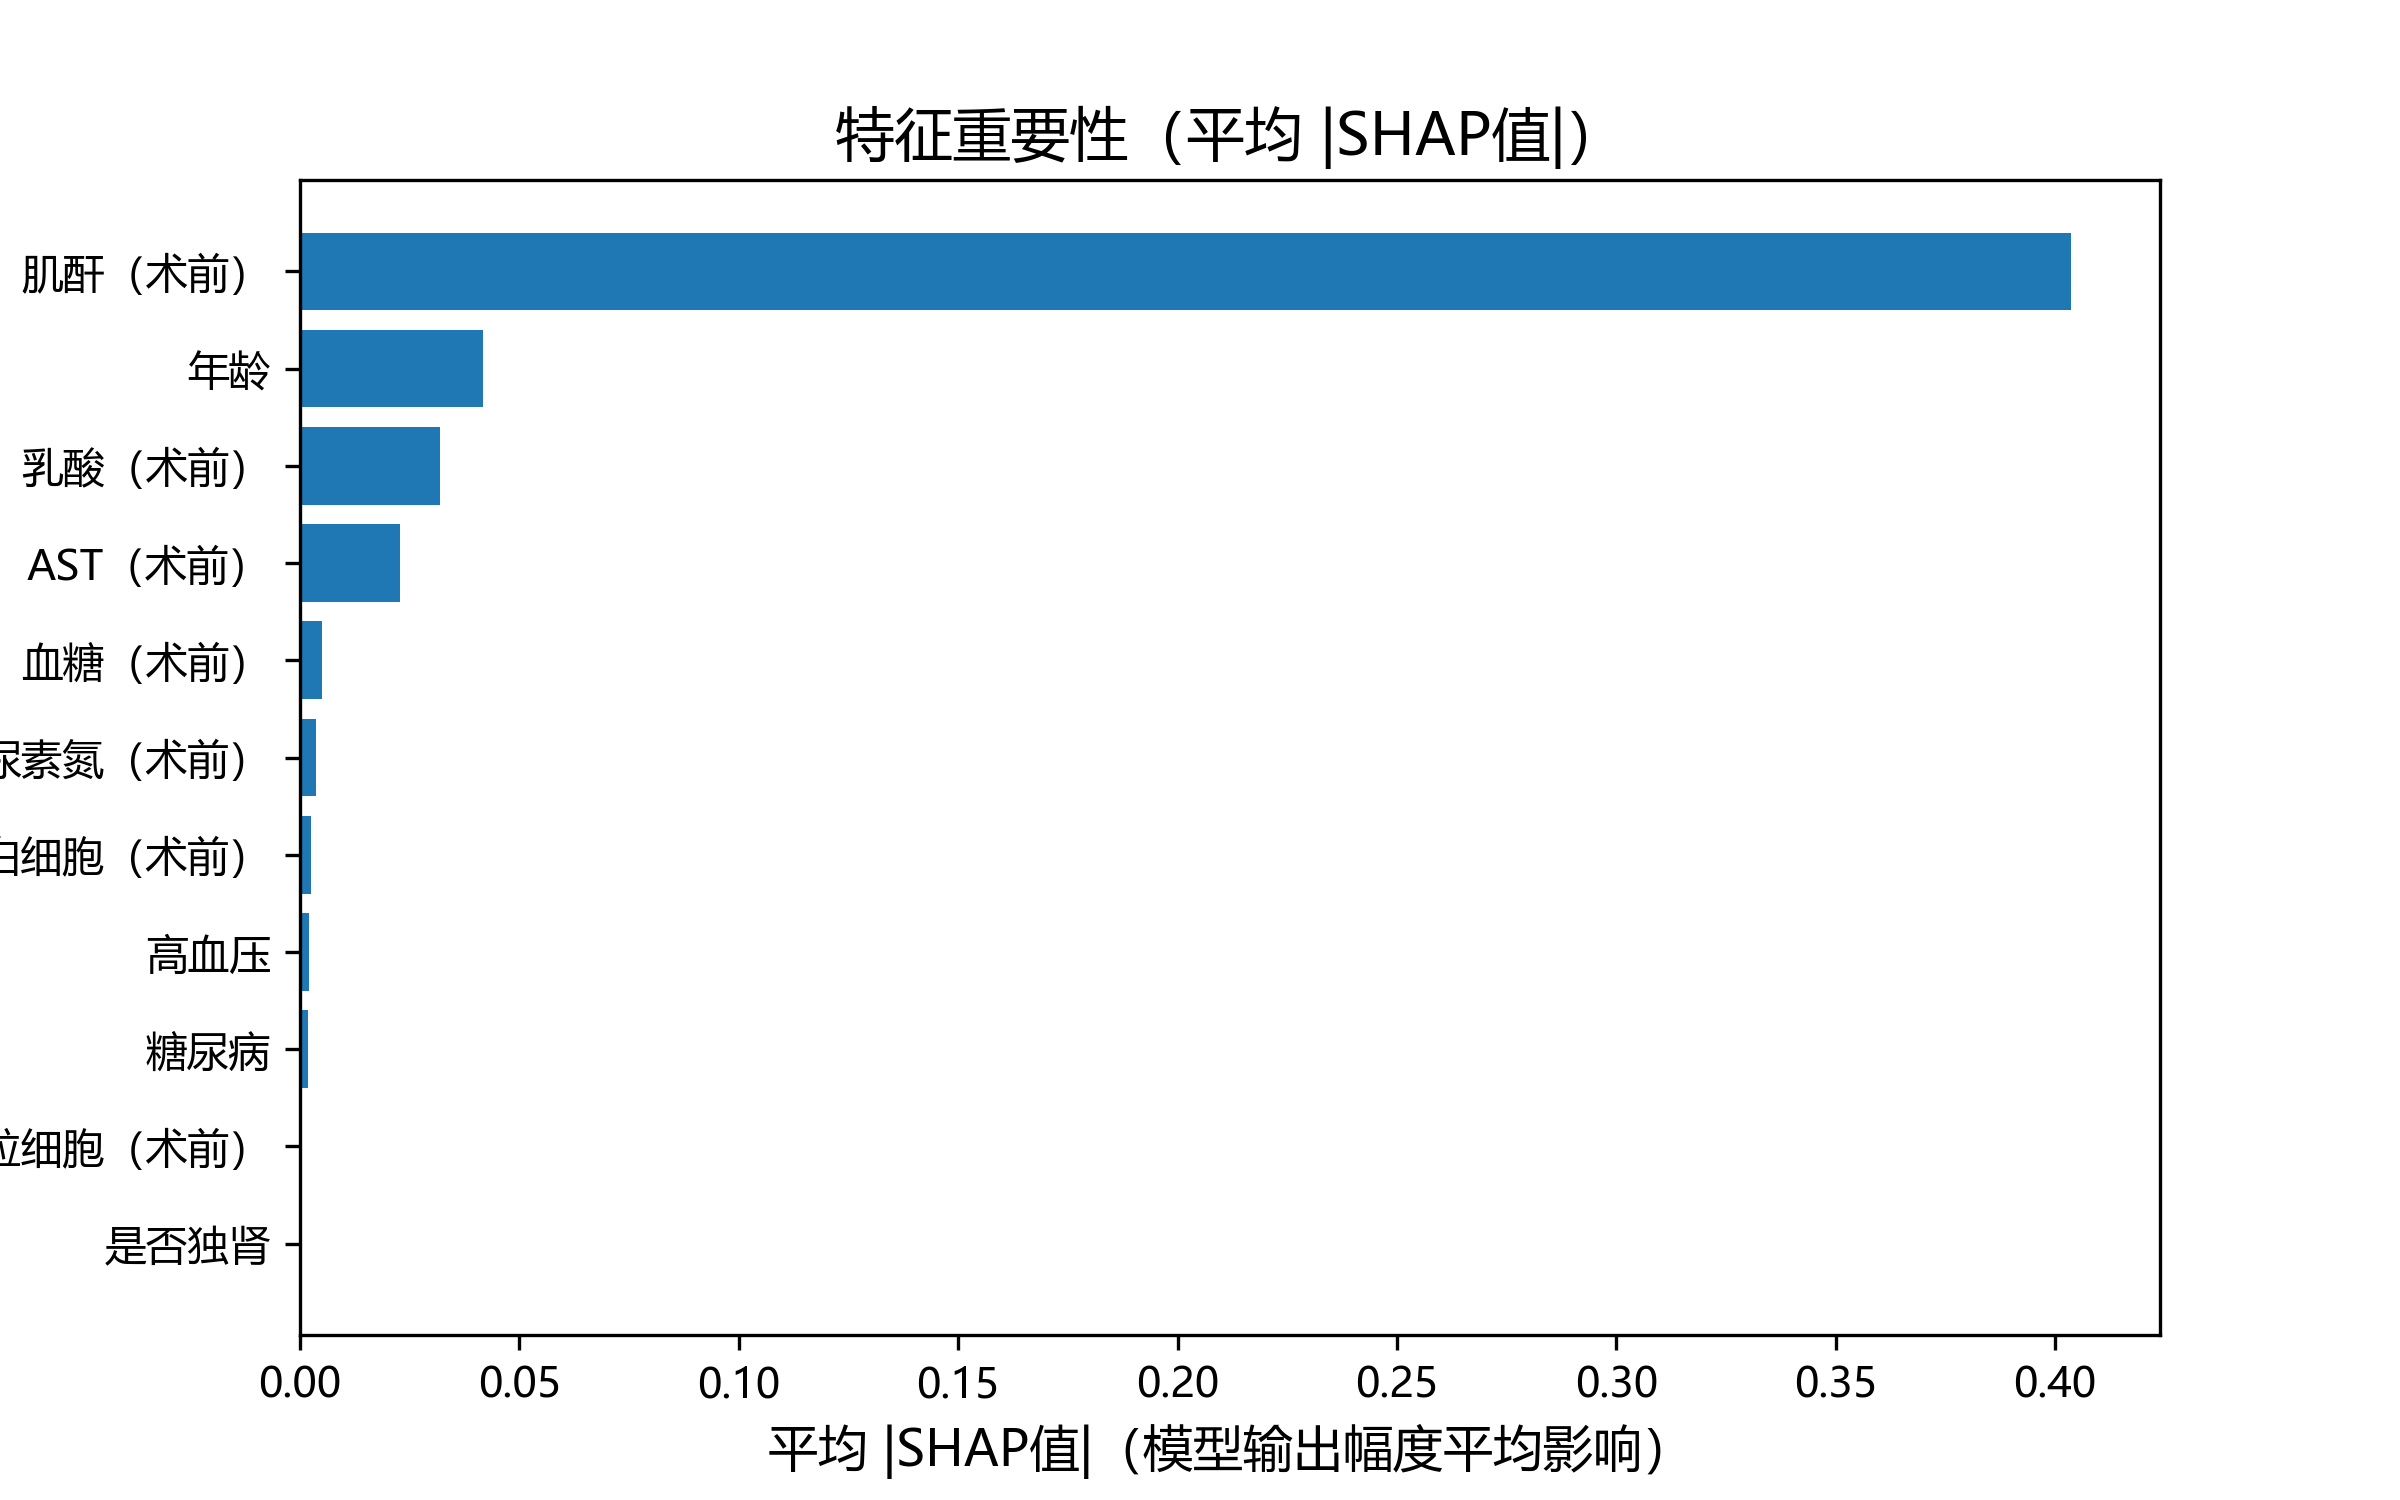 特征重要性（平均 |SHAP值|）
肌酐（术前）
年龄
乳酸（术前）
AST（术前）
血糖（术前）
尿素氮（术前）
白细胞（术前）
高血压
糖尿病
粒细胞（术前）
是否独肾
0.00 0.05 0.10 0.15 0.20 0.25 0.30 0.35 0.40
平均 |SHAP值|（模型输出幅度平均影响）